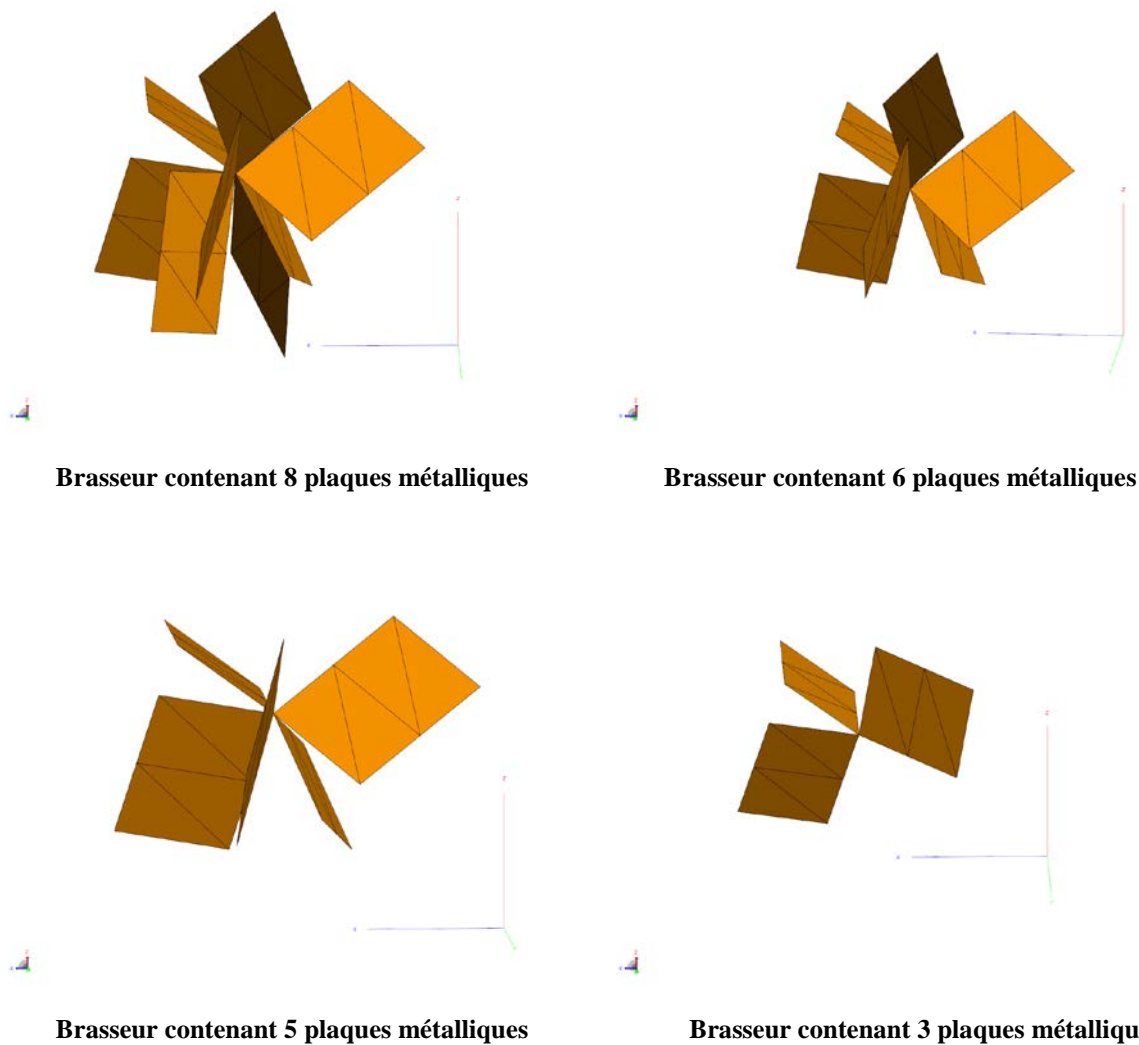 Brasseur contenant 8 plaques métalliques
Brasseur contenant 6 plaques métalliques
Brasseur contenant 5 plaques métalliques
Brasseur contenant 3 plaques métalliqu